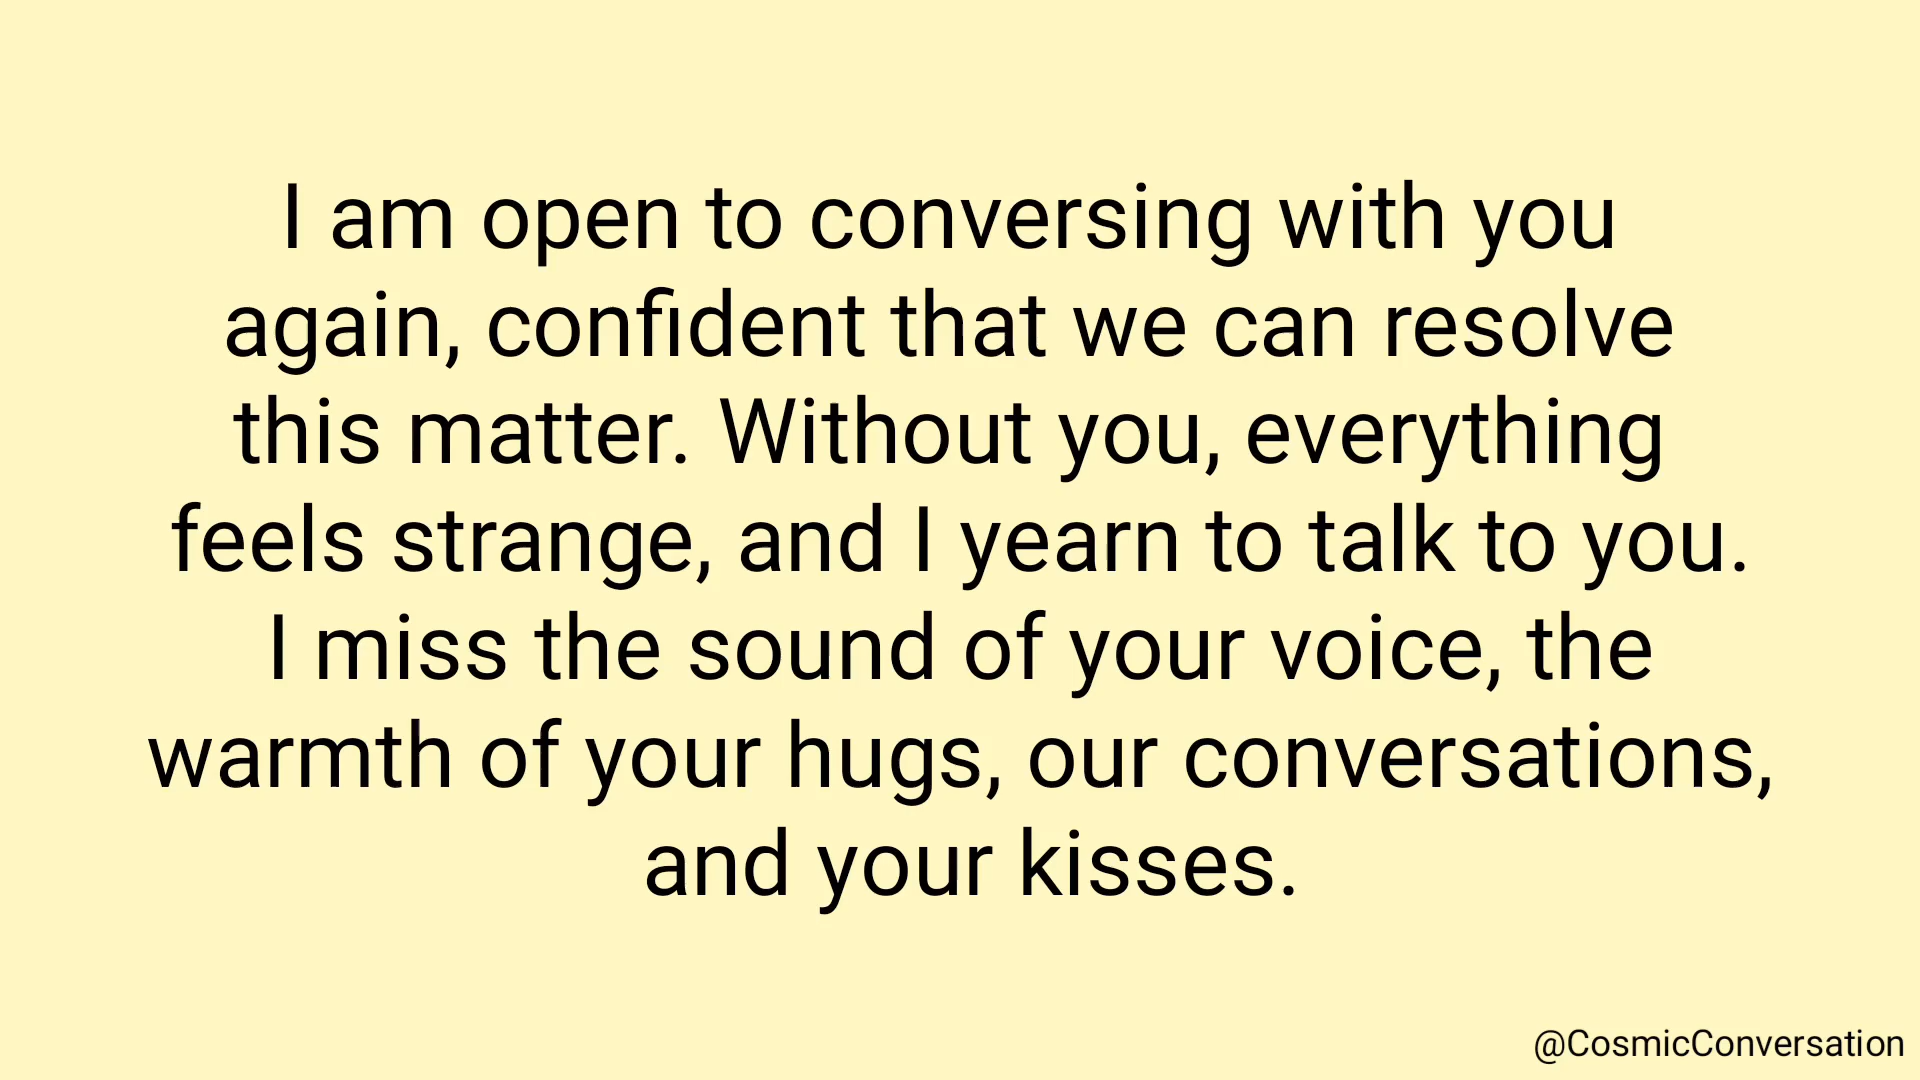 I am open to conversing with you
again, confident that we can resolve
this matter. Without you, everything
feels strange, and I yearn to talk to you.
I miss the sound of your voice, the
warmth of your hugs, our conversations,
and your kisses.
@CosmicConversation